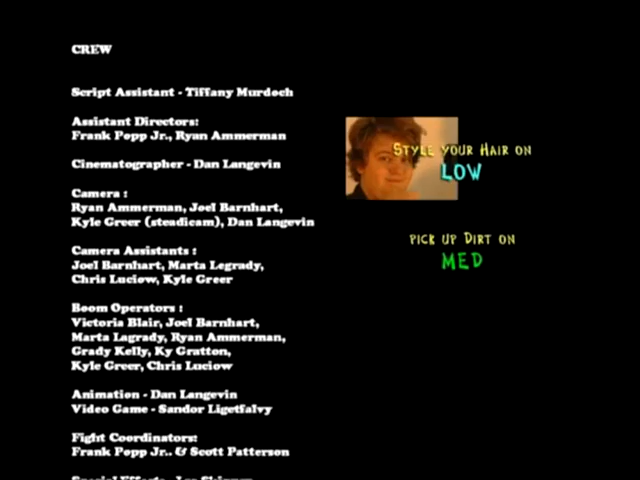 CREW
Script Assistant - Tiffany Murdoch
Assistant Directors:
Frank Popp Jr., Ryan Ammerman
Cinematographer - Dan Langevin
Camera :
Ryan Ammerman, Joel Barnhart,
Kyle Greer (steadicam), Dan Langevin
Camera Assistants :
Joel Barnhart, Marta Legrady,
Chris Luciow, Kyle Greer
Boom Operators :
Victoria Blair, Joel Barnhart,
Marta Lagrady, Ryan Ammerman,
Grady Kelly, Ky Gratton,
Kyle Greer, Chris Luciow
Animation - Dan Langevin
Video Game - Sandor Ligetfalvy
Fight Coordinators:
Frank Popp Jr.. & Scott Patterson
STYLE YOUR HAIR ON
LOW
PICK UP DIRT ON
MED